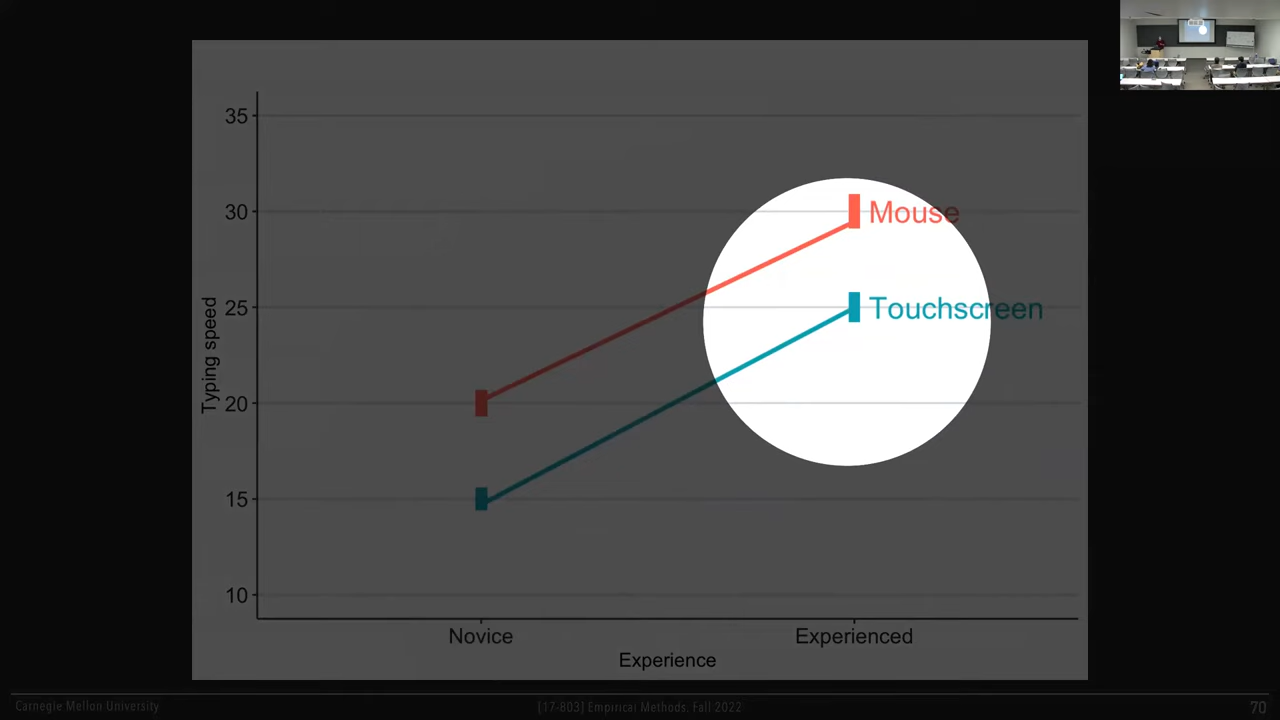 35
30
25
20
15
10
Typing speed
Mouse
Touchscreen
Novice
Experienced
Experience
Carnegie Mellon University
[17-803] Empirical Methods, Fall 2022
70